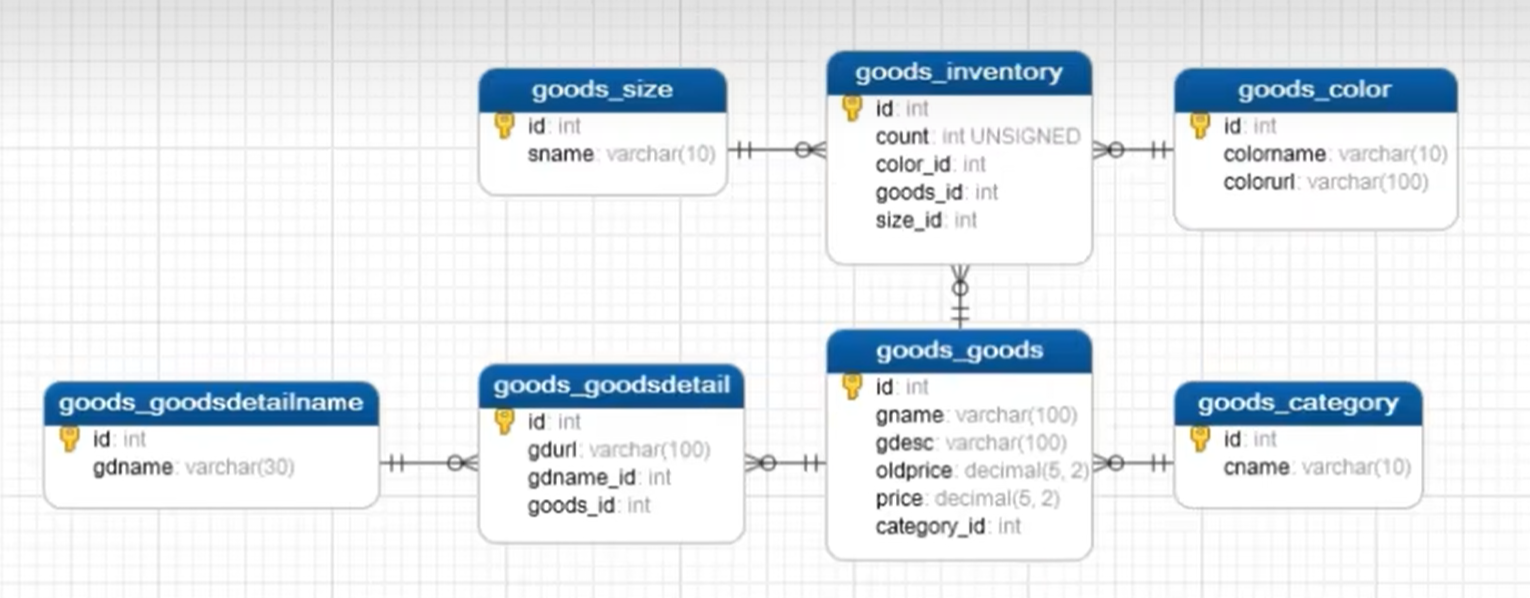 goods_size
id: int
sname: varchar(10)
goods_inventory
id: int
count: int UNSIGNED
color_id: int
goods_id: int
size_id: int
goods_color
id: int
colorname: varchar(10)
colorurl: varchar(100)
goods_goodsdetailname
id: int
gdname: varchar(30)
goods_goodsdetail
id: int
gdurl: varchar(100)
gdname_id: int
goods_id: int
goods_goods
id: int
gname: varchar(100)
gdesc: varchar(100)
oldprice: decimal(5, 2)
price: decimal(5, 2)
category_id: int
goods_category
id: int
cname: varchar(10)